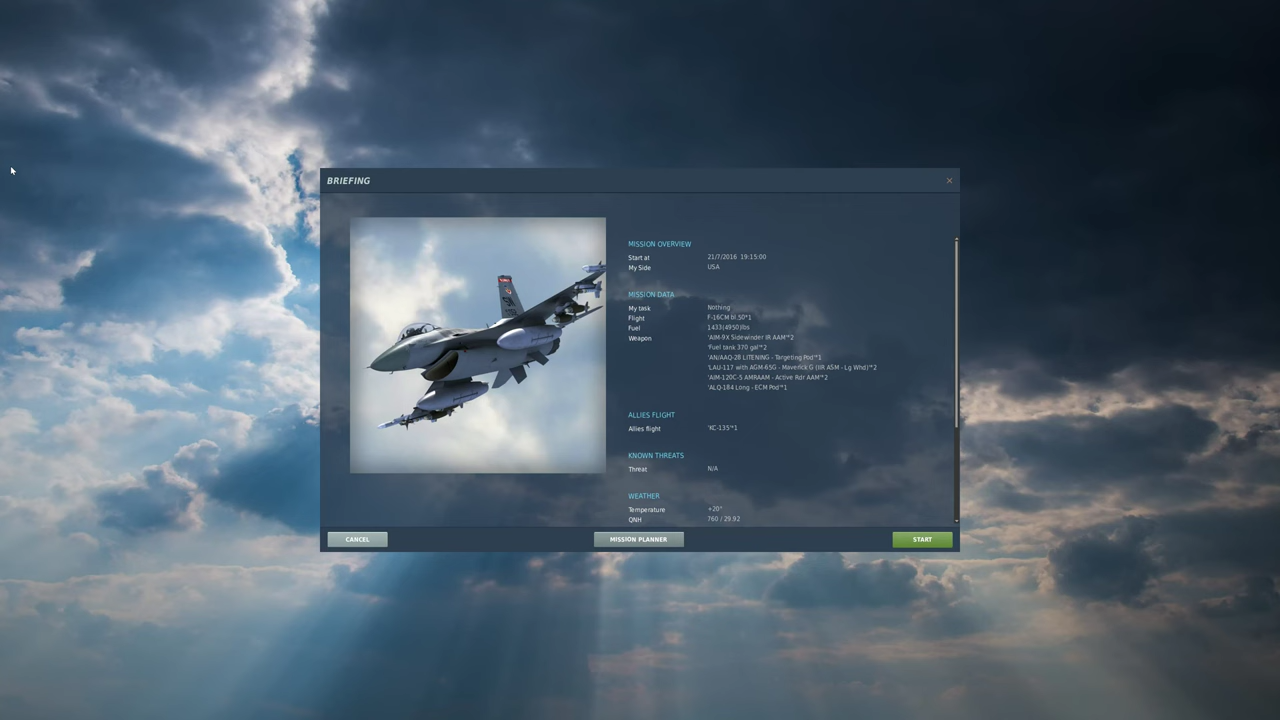 BRIEFING
MISSION OVERVIEW
Start at 21/7/2016 19:15:00
My Side USA
MISSION DATA
My task Nothing
Flight F-16CM bl.50*1
Fuel 1433(4950)lbs
Weapon 'AIM-9X Sidewinder IR AAM'*2
'Fuel tank 370 gal'*2
'AN/AAQ-28 LITENING - Targeting Pod'*1
'LAU-117 with AGM-65G - Maverick G (IIR ASM - Lg Whd)'*2
'AIM-120C-5 AMRAAM - Active Rdr AAM'*2
'ALQ-184 Long - ECM Pod'*1
ALLIES FLIGHT
Allies flight 'KC-135'*1
KNOWN THREATS
Threat N/A
WEATHER
Temperature +20°
QNH 760 / 29.92
CANCEL MISSION PLANNER START